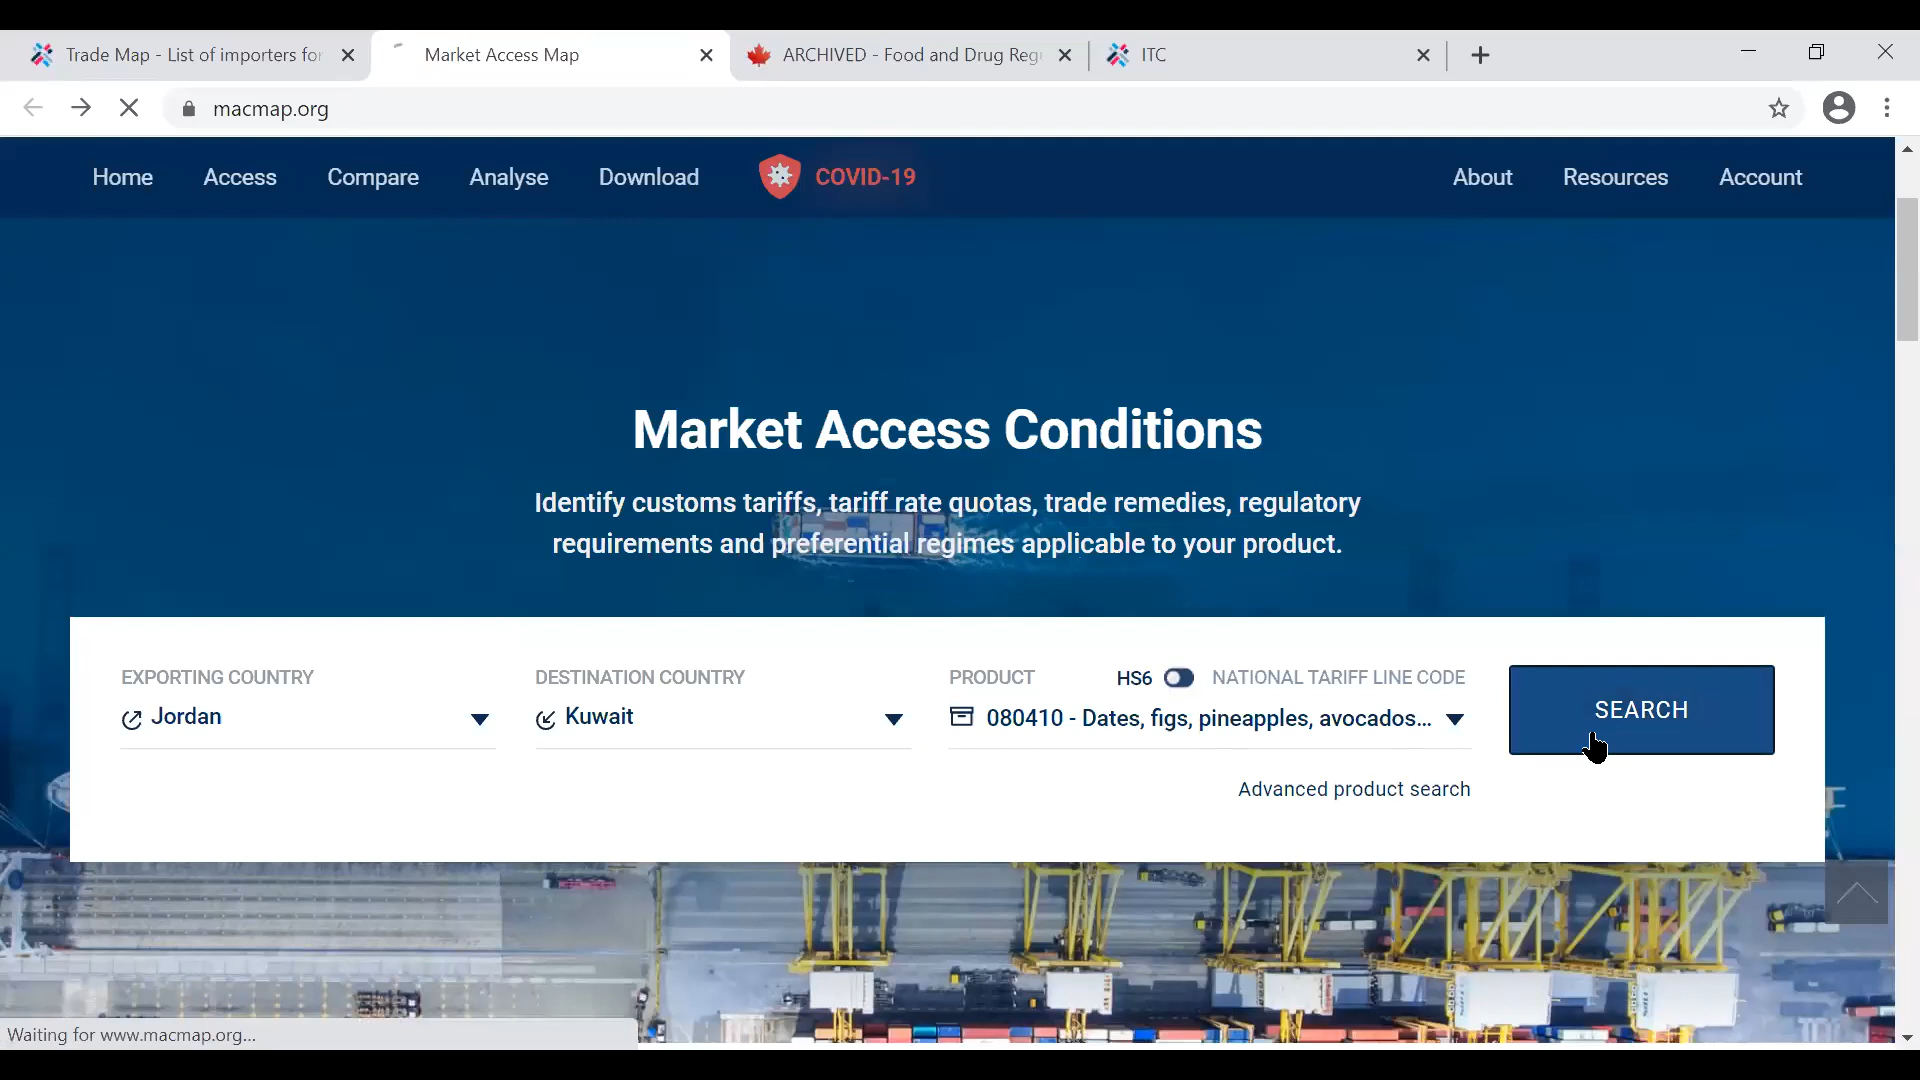 Trade Map - List of importers for
Market Access Map
ARCHIVED - Food and Drug Reg
ITC
macmap.org
Home
Access
Compare
Analyse
Download
COVID-19
About
Resources
Account
Market Access Conditions
Identify customs tariffs, tariff rate quotas, trade remedies, regulatory
requirements and preferential regimes applicable to your product.
EXPORTING COUNTRY
Jordan
DESTINATION COUNTRY
Kuwait
PRODUCT
HS6
NATIONAL TARIFF LINE CODE
080410 - Dates, figs, pineapples, avocados...
SEARCH
Advanced product search
Waiting for www.macmap.org...